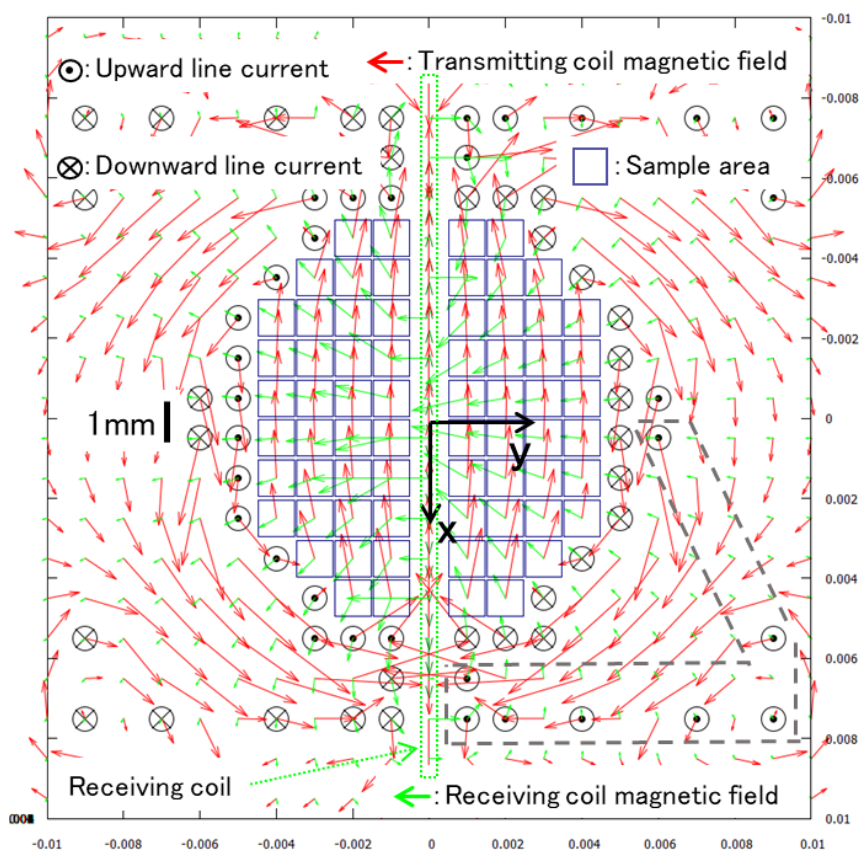 -0.01
⊙: Upward line current
←: Transmitting coil magnetic field
-0.008
⊗: Downward line current
□: Sample area
-0.006
-0.004
-0.002
1mm
0
y
x
0.002
0.004
0.006
0.008
Receiving coil
←: Receiving coil magnetic field
0.01
-0.01 -0.008 -0.006 -0.004 -0.002 0 0.002 0.004 0.006 0.008 0.01